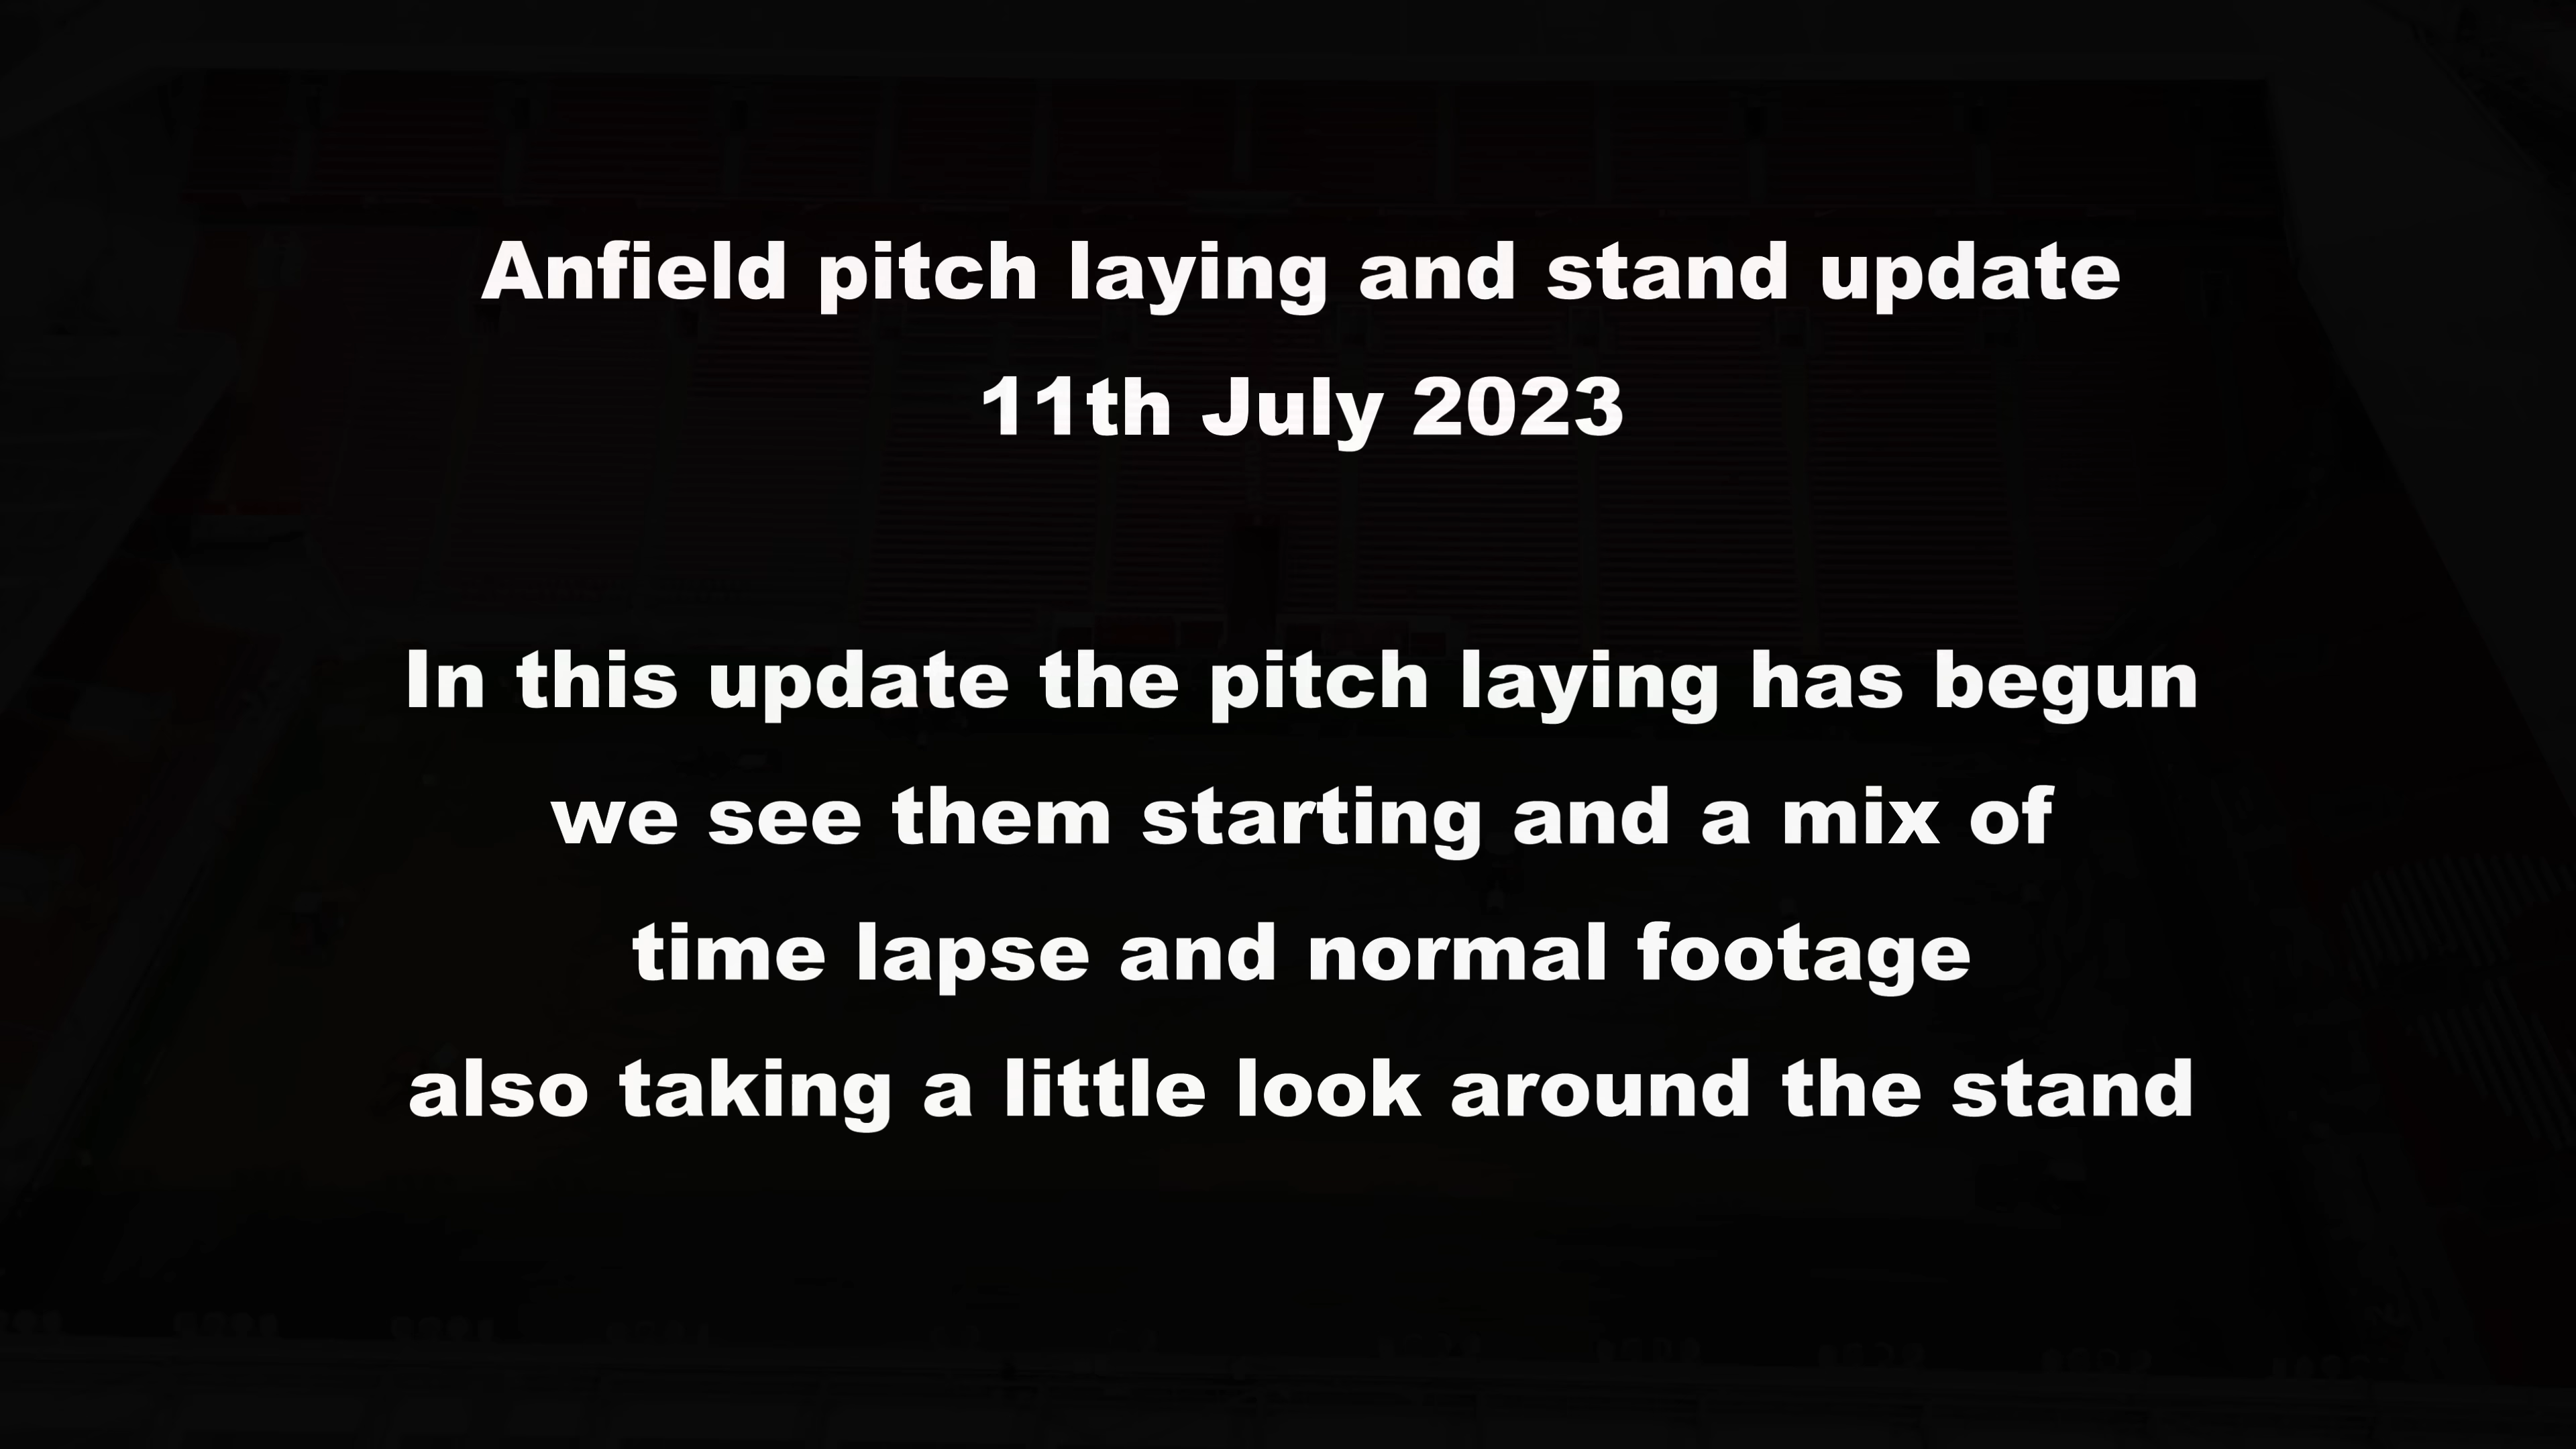 Anfield pitch laying and stand update
11th July 2023
In this update the pitch laying has begun
we see them starting and a mix of
time lapse and normal footage
also taking a little look around the stand